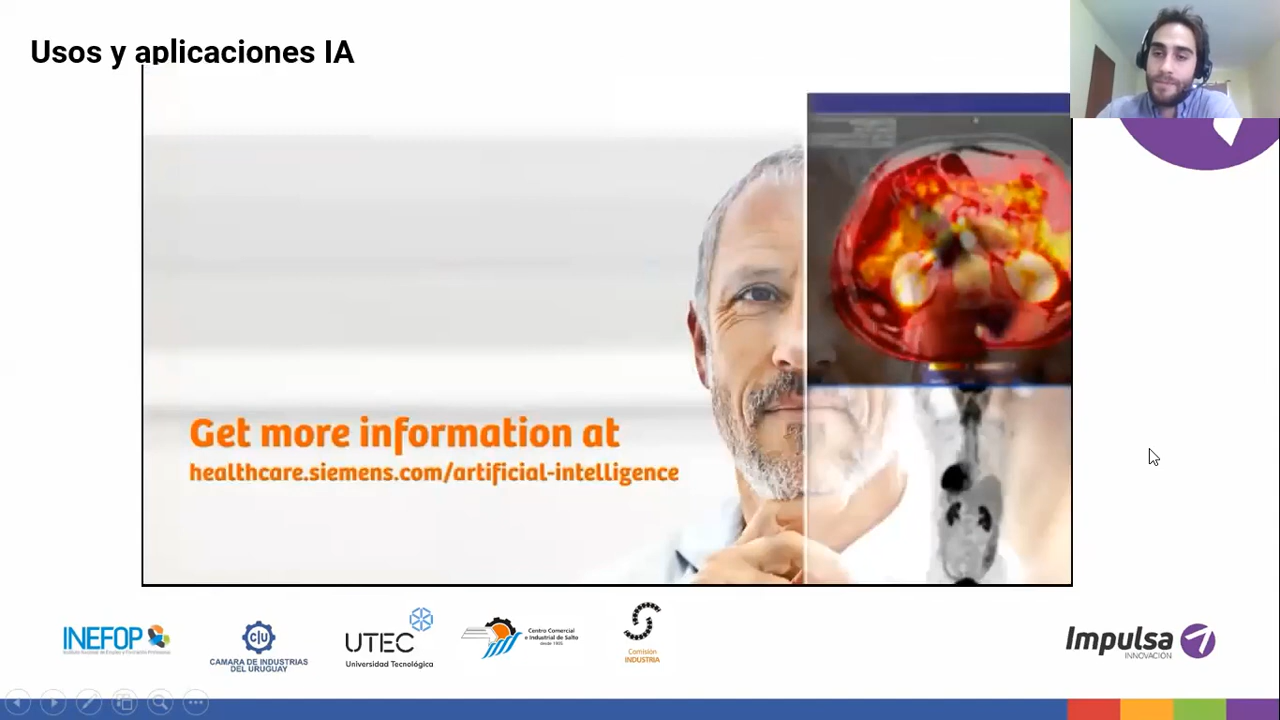 Usos y aplicaciones IA
Get more information at
healthcare.siemens.com/artificial-intelligence
INEFOP
CIU
CAMARA DE INDUSTRIAS
DEL URUGUAY
UTEC
Universidad Tecnológica
Centro Comercial
e Industrial de Salto
Comisión
INDUSTRIA
Impulsa
INNOVACIÓN